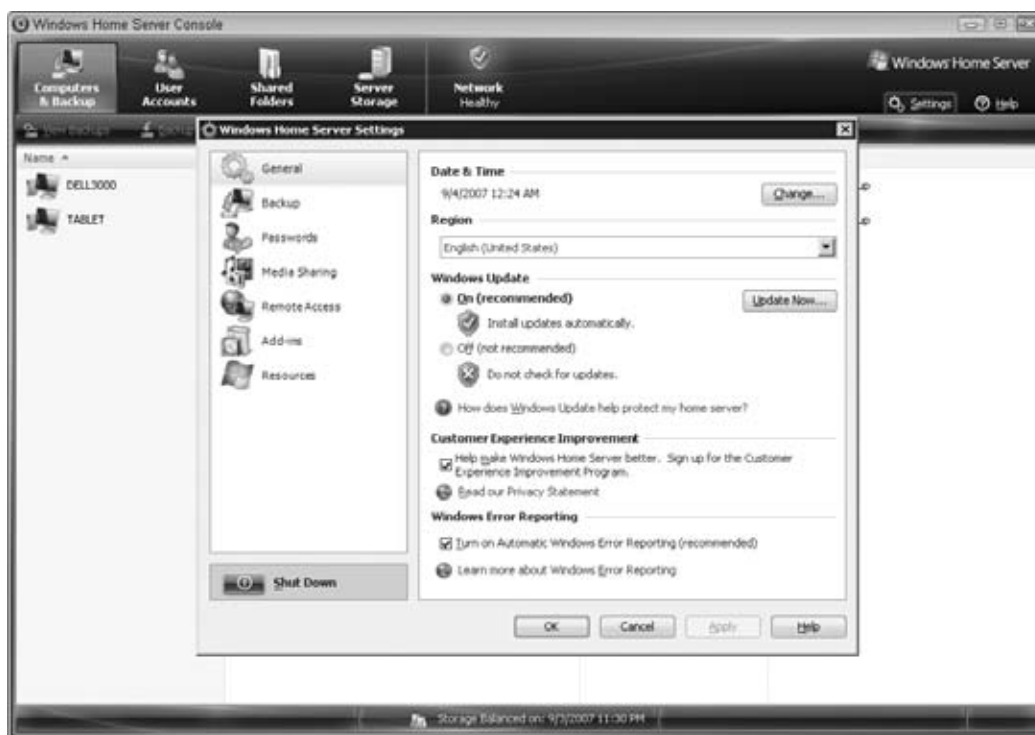 Windows Home Server Console
Computers & Backup
User Accounts
Shared Folders
Server Storage
Network Healthy
Windows Home Server
Settings
Help
View Backups
Windows Home Server Settings
Name
DELL3000
TABLET
General
Backup
Passwords
Media Sharing
Remote Access
Add-ins
Resources
Shut Down
Date & Time
9/4/2007 12:24 AM
Change...
Region
English (United States)
Windows Update
On (recommended)
Update Now...
Install updates automatically.
Off (not recommended)
Do not check for updates.
How does Windows Update help protect my home server?
Customer Experience Improvement
Help make Windows Home Server better. Sign up for the Customer
Experience Improvement Program.
Read our Privacy Statement
Windows Error Reporting
Turn on Automatic Windows Error Reporting (recommended)
Learn more about Windows Error Reporting
OK
Cancel
Apply
Help
Storage Balanced on: 9/3/2007 11:30 PM